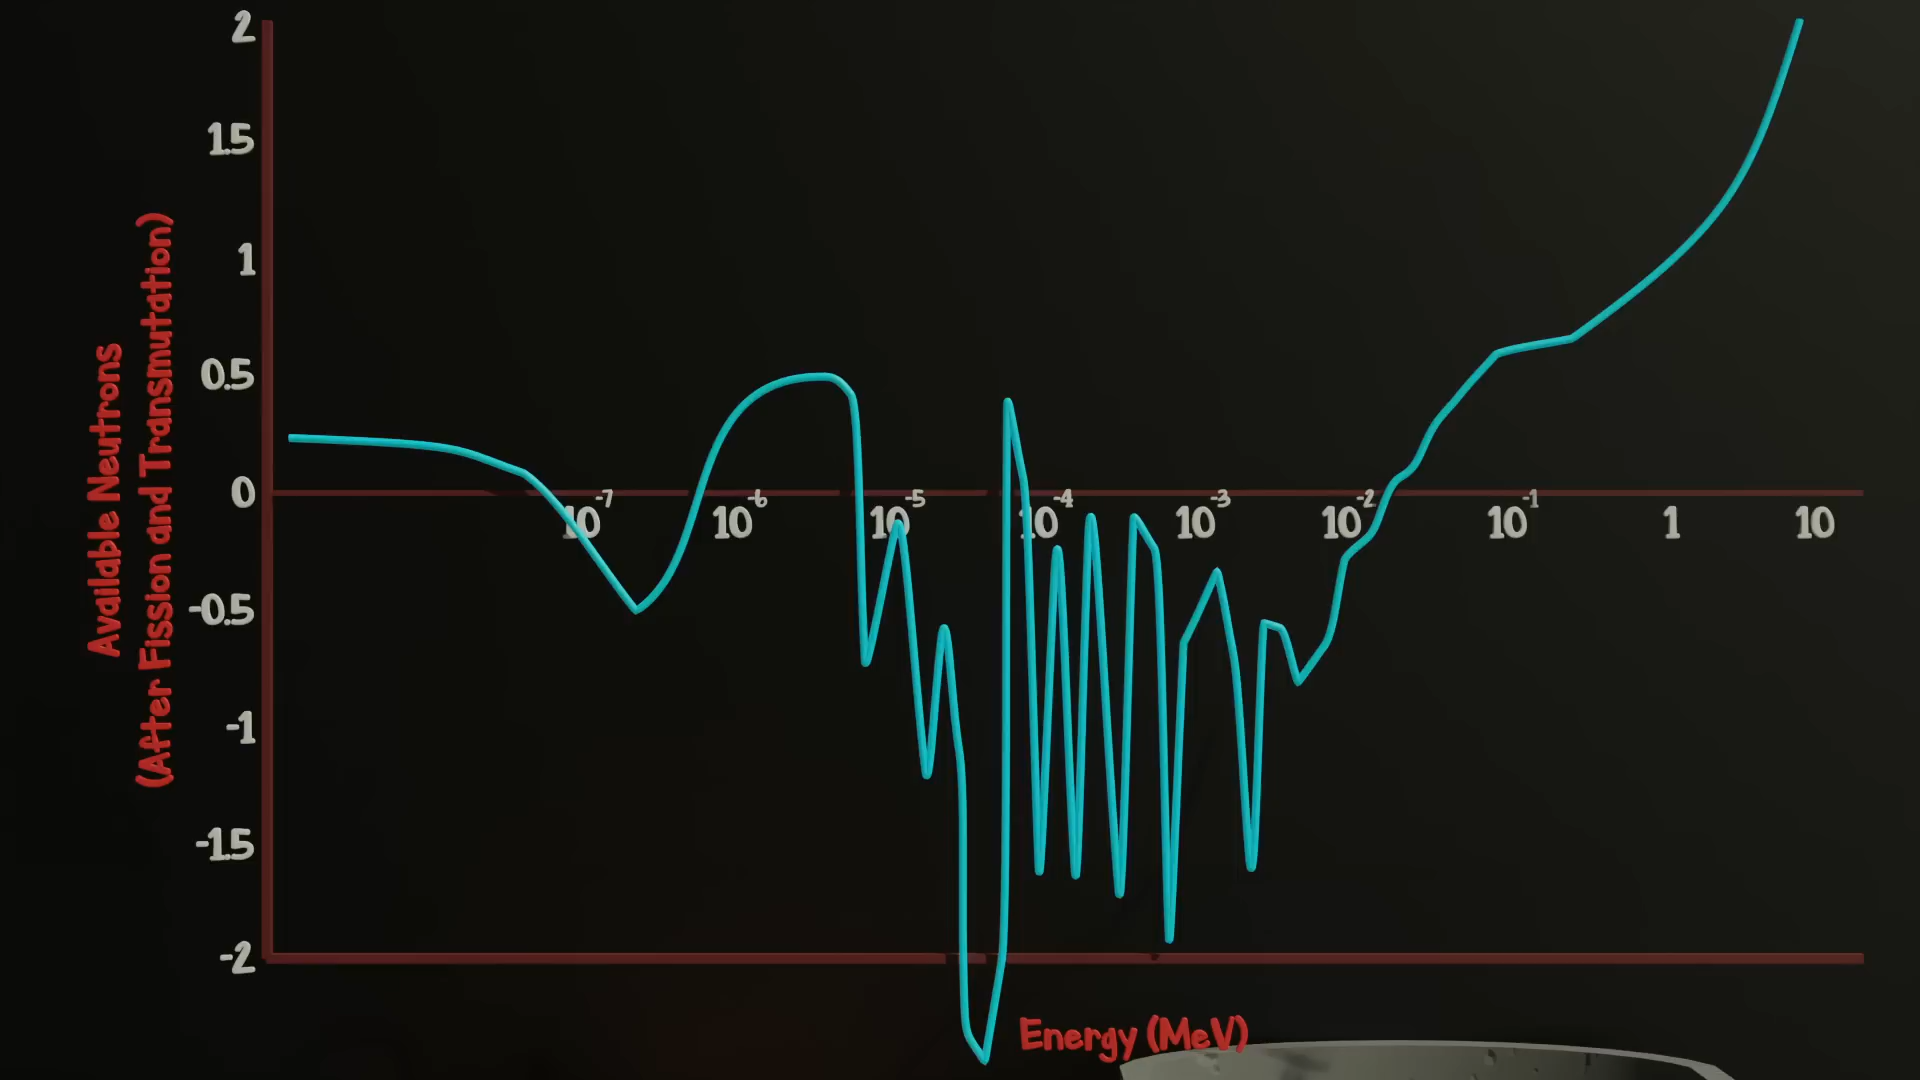 2
1.5
1
0.5
0
-0.5
-1
-1.5
-2
Available Neutrons
(After Fission and Transmutation)
10-7 10-6 10-5 10-4 10-3 10-2 10-1 1 10
Energy (MeV)